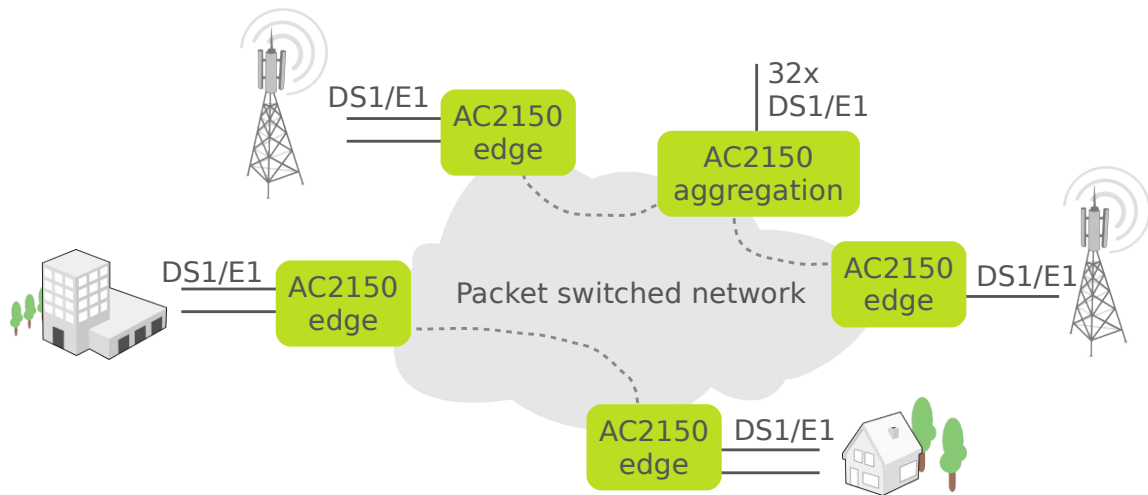 DS1/E1
AC2150
edge
32x
DS1/E1
AC2150
aggregation
DS1/E1
AC2150
edge
Packet switched network
AC2150
edge
DS1/E1
AC2150
edge
DS1/E1